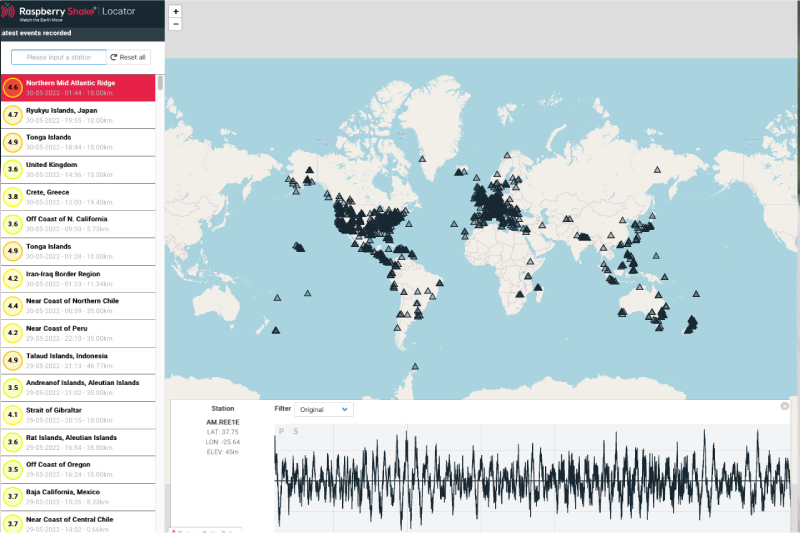 Raspberry Shake | Locator
Watch the Earth Move
atest events recorded
Please input a station
Reset all
4.6 Northern Mid Atlantic Ridge
30-05-2022 - 01:44 - 10.00km
4.7 Ryukyu Islands, Japan
30-05-2022 - 19:55 - 10.00km
4.9 Tonga Islands
30-05-2022 - 18:44 - 10.00km
3.6 United Kingdom
30-05-2022 - 14:36 - 10.50km
3.8 Crete, Greece
30-05-2022 - 13:00 - 19.40km
3.6 Off Coast of N. California
30-05-2022 - 09:50 - 5.73km
4.9 Tonga Islands
30-05-2022 - 01:28 - 10.00km
4.2 Iran-Iraq Border Region
30-05-2022 - 01:23 - 11.34km
4.4 Near Coast of Northern Chile
30-05-2022 - 00:59 - 35.00km
4.2 Near Coast of Peru
29-05-2022 - 22:10 - 35.00km
4.9 Talaud Islands, Indonesia
29-05-2022 - 21:13 - 46.77km
3.5 Andreanof Islands, Aleutian Islands
29-05-2022 - 21:02 - 35.00km
4.1 Strait of Gibraltar
29-05-2022 - 20:15 - 10.00km
3.6 Rat Islands, Aleutian Islands
29-05-2022 - 16:54 - 35.00km
3.5 Off Coast of Oregon
29-05-2022 - 16:24 - 10.00km
3.7 Baja California, Mexico
29-05-2022 - 15:26 - 8.33km
3.7 Near Coast of Central Chile
29-05-2022 - 14:02 - 0.66km
+
−
Station
AM.REE1E
LAT: 37.75
LON: -25.64
ELEV: 45m
Filter Original
P S